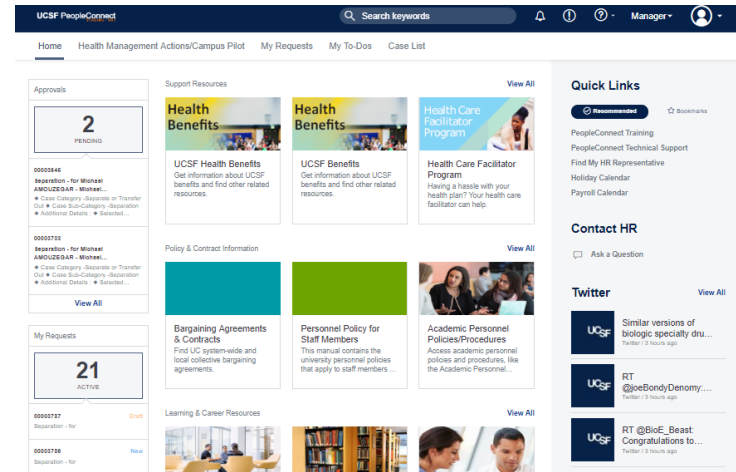 UCSF PeopleConnect
Search keywords
Manager
Home
Health Management Actions/Campus Pilot
My Requests
My To-Dos
Case List
Approvals
2
PENDING
00003846
Separation - for Michael
AMOUZEGAR - Michael...
◆ Case Category -Separate or Transfer
Out ◆ Case Sub-Category -Separation
◆ Additional Details : ◆ Selected...
00003733
Separation - for Michael
AMOUZEGAR - Michael...
◆ Case Category -Separate or Transfer
Out ◆ Case Sub-Category -Separation
◆ Additional Details : ◆ Selected...
View All
My Requests
21
ACTIVE
00003787
Draft
Separation - for
00003786
New
Separation - for
Support Resources
View All
Health
Benefits
UCSF Health Benefits
Get information about UCSF
benefits and find other related
resources.
Health
Benefits
UCSF Benefits
Get information about UCSF
benefits and find other related
resources.
Health Care
Facilitator
Program
Health Care Facilitator
Program
Having a hassle with your
health plan? Your health care
facilitator can help.
Policy & Contract Information
View All
Bargaining Agreements
& Contracts
Find UC system-wide and
local collective bargaining
agreements.
Personnel Policy for
Staff Members
This manual contains the
university personnel policies
that apply to staff members ...
Academic Personnel
Policies/Procedures
Access academic personnel
policies and procedures, like
the Academic Personnel...
Learning & Career Resources
View All
Quick Links
Recommended
Bookmarks
PeopleConnect Training
PeopleConnect Technical Support
Find My HR Representative
Holiday Calendar
Payroll Calendar
Contact HR
Ask a Question
Twitter
View All
UCSF
Similar versions of
biologic specialty dru...
Twitter / 3 hours ago
UCSF
RT
@joeBondyDenomy:...
Twitter / 3 hours ago
UCSF
RT @BioE_Beast:
Congratulations to...
Twitter / 3 hours ago